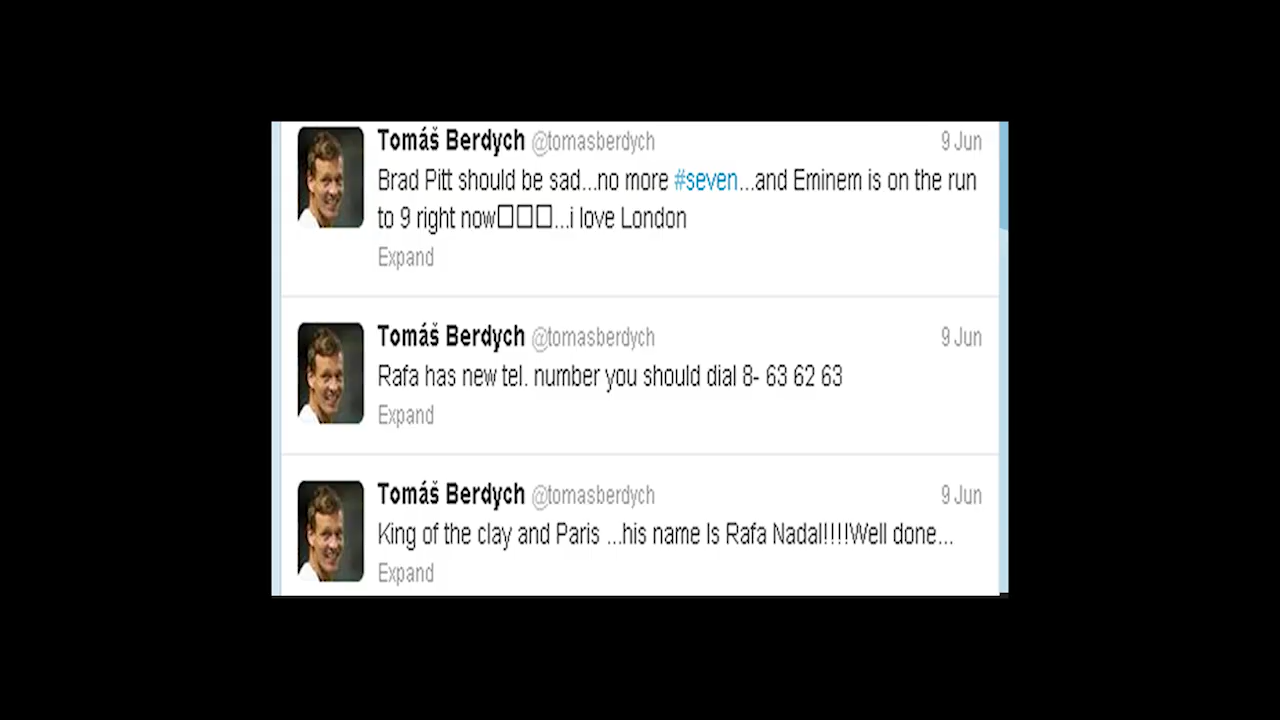 Tomáš Berdych @tomasberdych 9 Jun
Brad Pitt should be sad...no more #seven...and Eminem is on the run
to 9 right now□□□...i love London
Expand
Tomáš Berdych @tomasberdych 9 Jun
Rafa has new tel. number you should dial 8- 63 62 63
Expand
Tomáš Berdych @tomasberdych 9 Jun
King of the clay and Paris ...his name Is Rafa Nadal!!!!Well done...
Expand